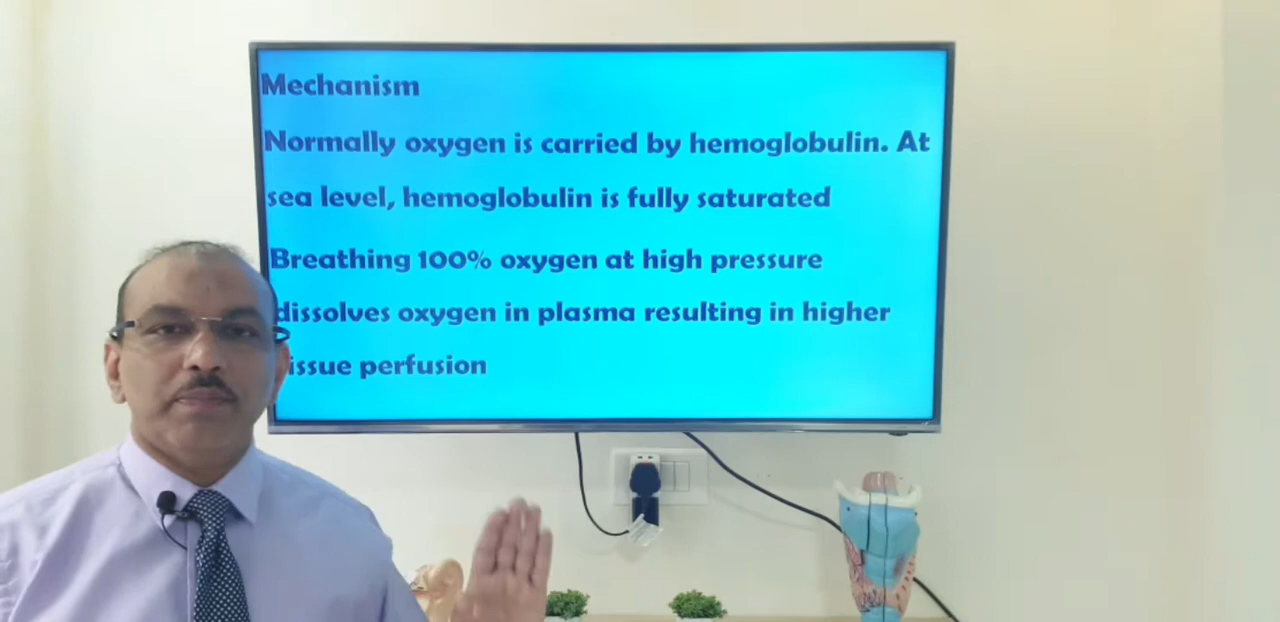 Mechanism
Normally oxygen is carried by hemoglobulin. At
sea level, hemoglobulin is fully saturated
Breathing 100% oxygen at high pressure
dissolves oxygen in plasma resulting in higher
issue perfusion